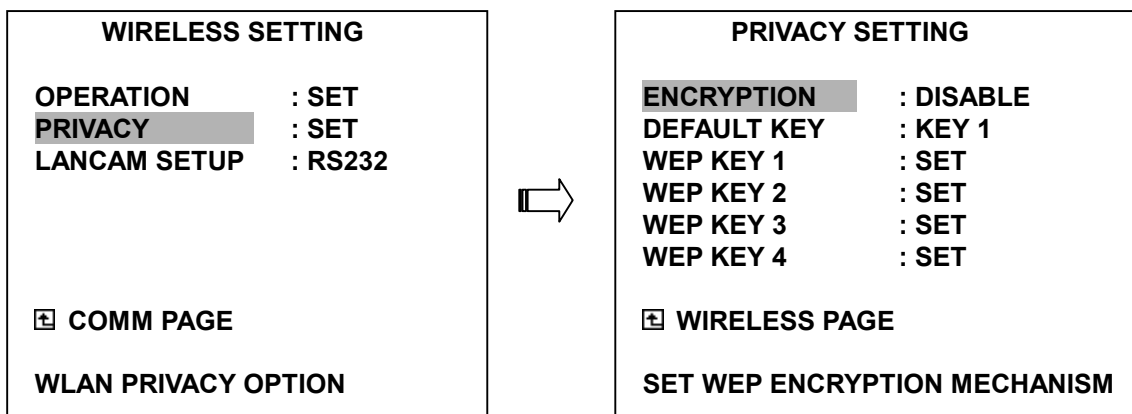 WIRELESS SETTING
OPERATION : SET
PRIVACY : SET
LANCAM SETUP : RS232
COMM PAGE
WLAN PRIVACY OPTION
PRIVACY SETTING
ENCRYPTION : DISABLE
DEFAULT KEY : KEY 1
WEP KEY 1 : SET
WEP KEY 2 : SET
WEP KEY 3 : SET
WEP KEY 4 : SET
WIRELESS PAGE
SET WEP ENCRYPTION MECHANISM